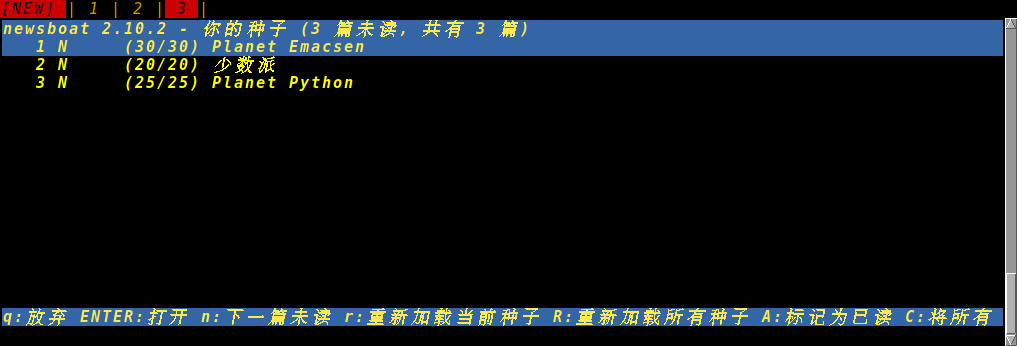 [NEW] | 1 | 2 | 3 |
newsboat 2.10.2 - 你的种子 (3 篇未读, 共有 3 篇)
1 N (30/30) Planet Emacsen
2 N (20/20) 少数派
3 N (25/25) Planet Python
q:放弃 ENTER:打开 n:下一篇未读 r:重新加载当前种子 R:重新加载所有种子 A:标记为已读 C:将所有